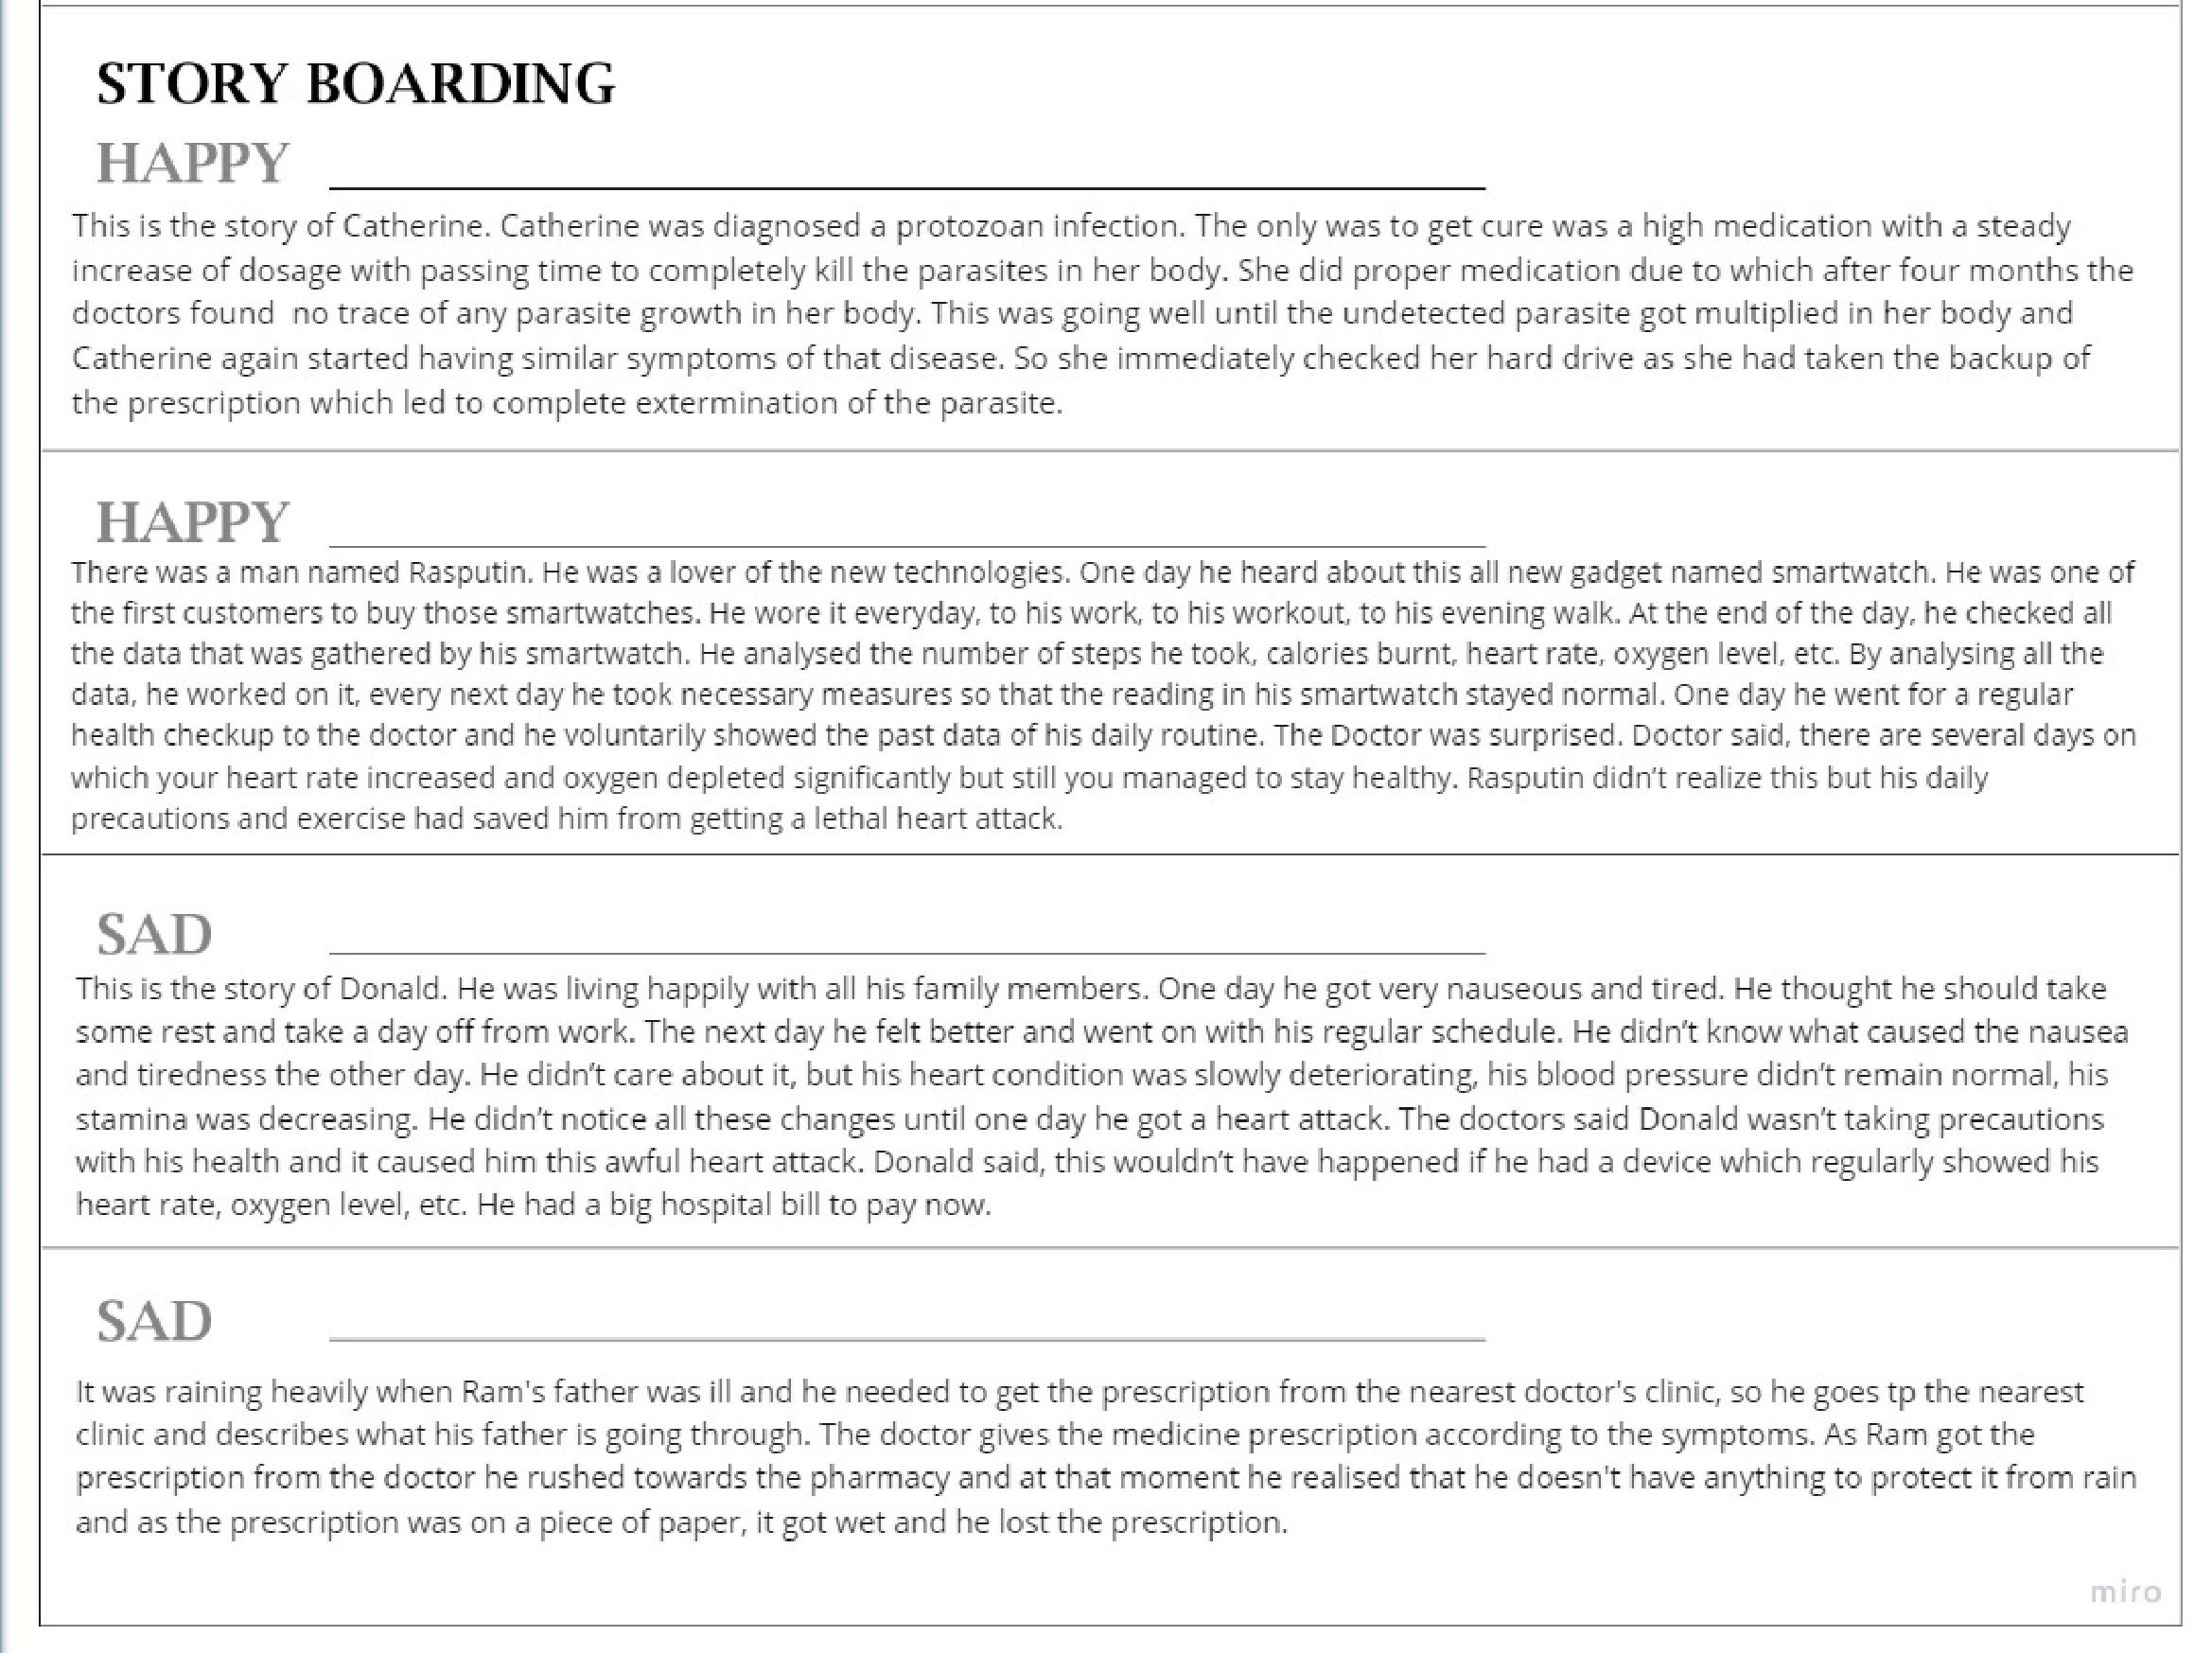 STORY BOARDING
HAPPY
This is the story of Catherine. Catherine was diagnosed a protozoan infection. The only was to get cure was a high medication with a steady
increase of dosage with passing time to completely kill the parasites in her body. She did proper medication due to which after four months the
doctors found  no trace of any parasite growth in her body. This was going well until the undetected parasite got multiplied in her body and
Catherine again started having similar symptoms of that disease. So she immediately checked her hard drive as she had taken the backup of
the prescription which led to complete extermination of the parasite.
HAPPY
There was a man named Rasputin. He was a lover of the new technologies. One day he heard about this all new gadget named smartwatch. He was one of
the first customers to buy those smartwatches. He wore it everyday, to his work, to his workout, to his evening walk. At the end of the day, he checked all
the data that was gathered by his smartwatch. He analysed the number of steps he took, calories burnt, heart rate, oxygen level, etc. By analysing all the
data, he worked on it, every next day he took necessary measures so that the reading in his smartwatch stayed normal. One day he went for a regular
health checkup to the doctor and he voluntarily showed the past data of his daily routine. The Doctor was surprised. Doctor said, there are several days on
which your heart rate increased and oxygen depleted significantly but still you managed to stay healthy. Rasputin didn't realize this but his daily
precautions and exercise had saved him from getting a lethal heart attack.
SAD
This is the story of Donald. He was living happily with all his family members. One day he got very nauseous and tired. He thought he should take
some rest and take a day off from work. The next day he felt better and went on with his regular schedule. He didn't know what caused the nausea
and tiredness the other day. He didn't care about it, but his heart condition was slowly deteriorating, his blood pressure didn't remain normal, his
stamina was decreasing. He didn't notice all these changes until one day he got a heart attack. The doctors said Donald wasn't taking precautions
with his health and it caused him this awful heart attack. Donald said, this wouldn't have happened if he had a device which regularly showed his
heart rate, oxygen level, etc. He had a big hospital bill to pay now.
SAD
It was raining heavily when Ram's father was ill and he needed to get the prescription from the nearest doctor's clinic, so he goes tp the nearest
clinic and describes what his father is going through. The doctor gives the medicine prescription according to the symptoms. As Ram got the
prescription from the doctor he rushed towards the pharmacy and at that moment he realised that he doesn't have anything to protect it from rain
and as the prescription was on a piece of paper, it got wet and he lost the prescription.
miro